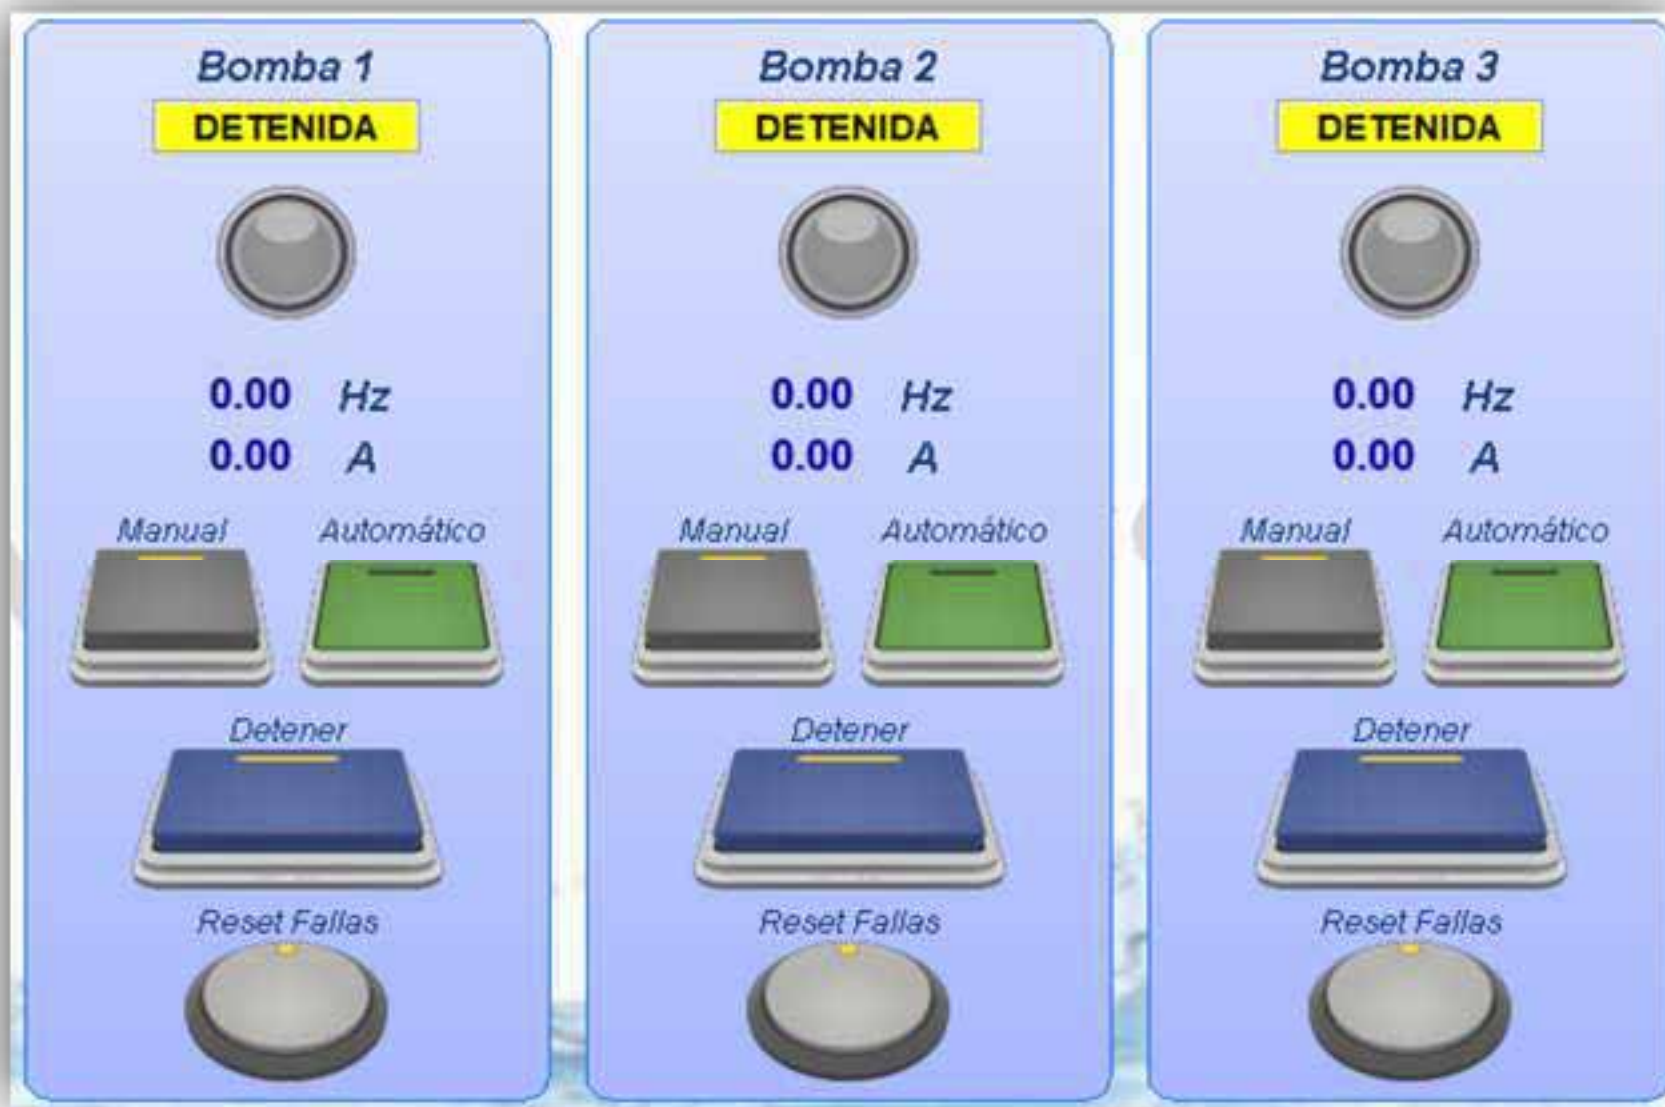 Bomba 1
DETENIDA
0.00 Hz
0.00 A
Manual Automático
Detener
Reset Fallas
Bomba 2
DETENIDA
0.00 Hz
0.00 A
Manual Automático
Detener
Reset Fallas
Bomba 3
DETENIDA
0.00 Hz
0.00 A
Manual Automático
Detener
Reset Fallas